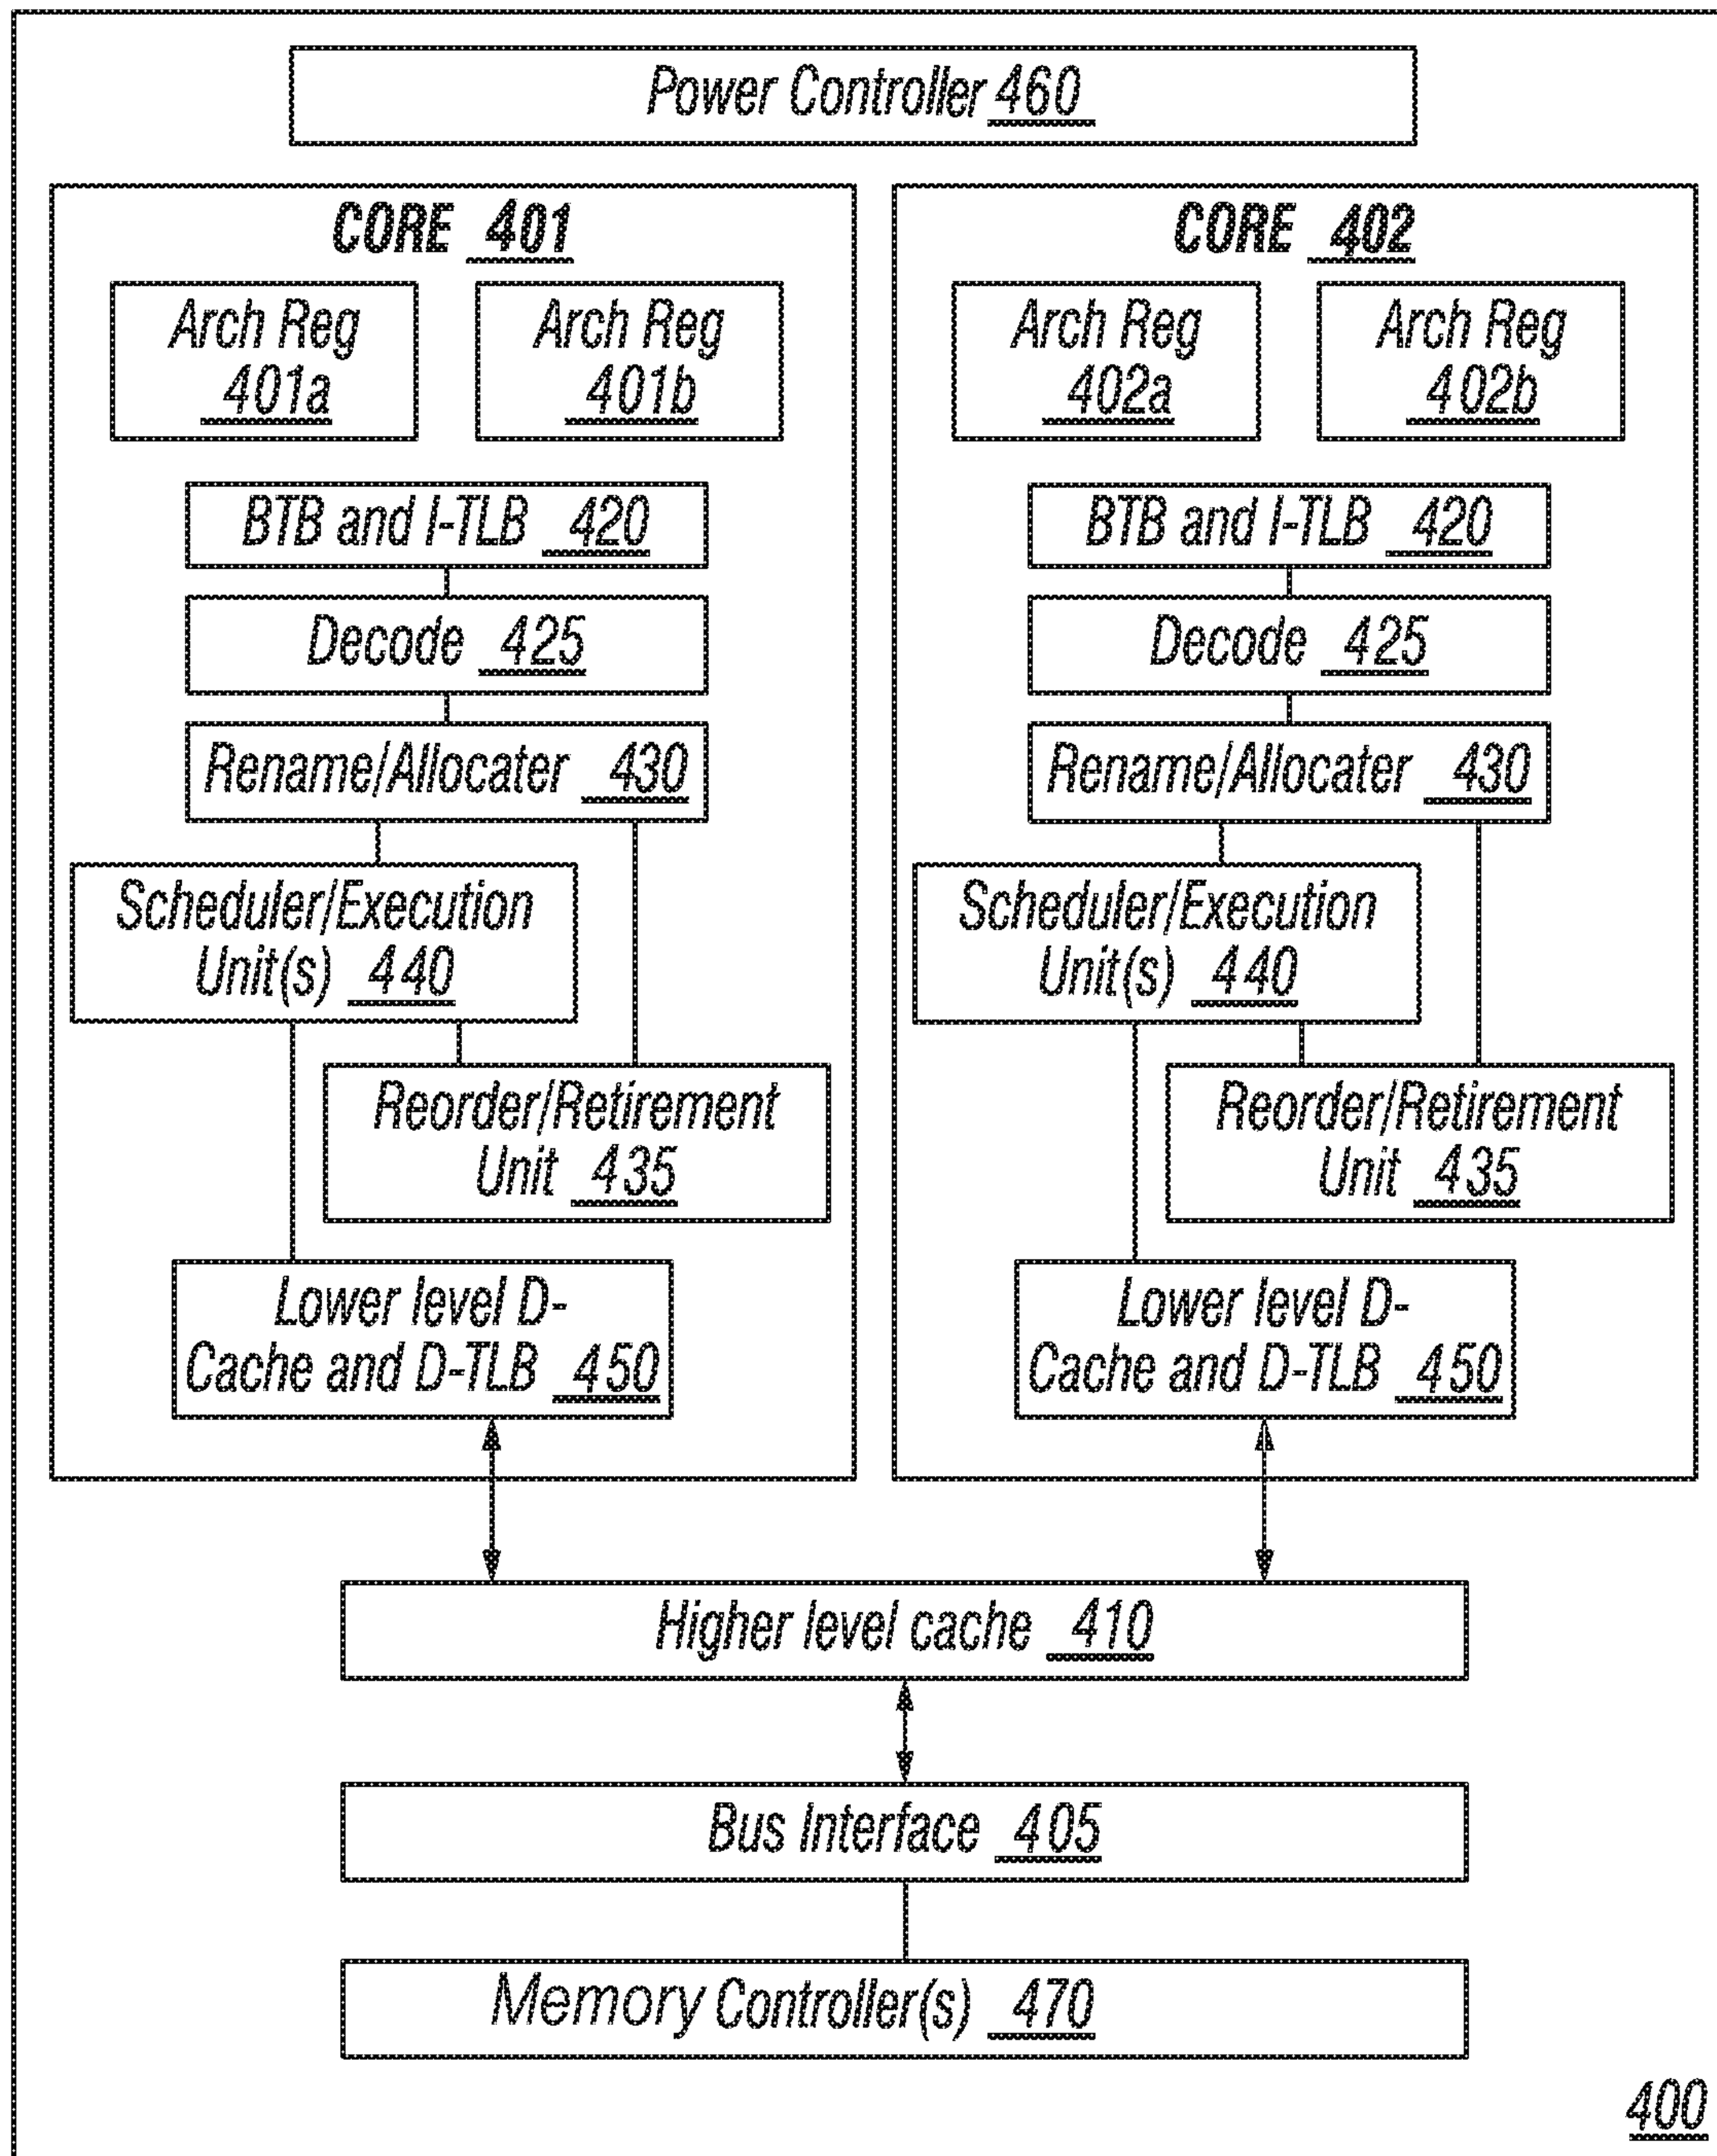 Power Controller 460
CORE 401
Arch Reg
401a
Arch Reg
401b
BTB and I-TLB 420
Decode 425
Rename/Allocater 430
Scheduler/Execution
Unit(s) 440
Reorder/Retirement
Unit 435
Lower level D-
Cache and D-TLB 450
CORE 402
Arch Reg
402a
Arch Reg
402b
BTB and I-TLB 420
Decode 425
Rename/Allocater 430
Scheduler/Execution
Unit(s) 440
Reorder/Retirement
Unit 435
Lower level D-
Cache and D-TLB 450
Higher level cache 410
Bus Interface 405
Memory Controller(s) 470
400